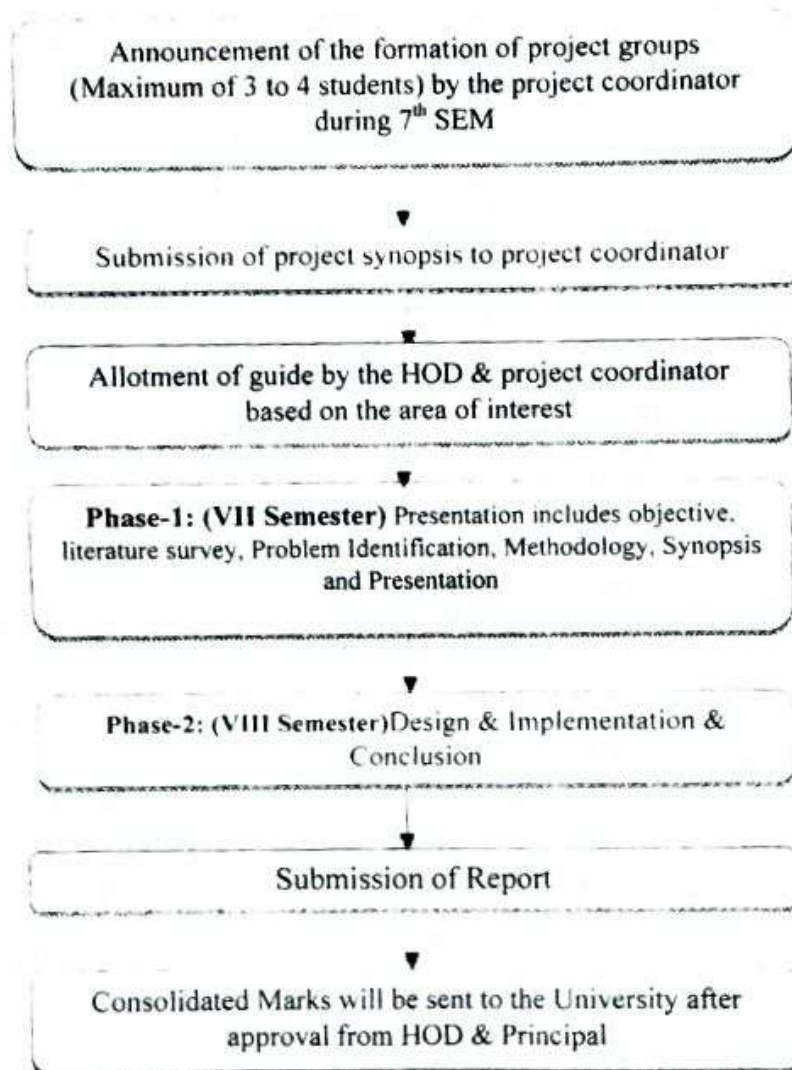 Announcement of the formation of project groups
(Maximum of 3 to 4 students) by the project coordinator
during 7th SEM
Submission of project synopsis to project coordinator
Allotment of guide by the HOD & project coordinator
based on the area of interest
Phase-1: (VII Semester) Presentation includes objective,
literature survey, Problem Identification, Methodology, Synopsis
and Presentation
Phase-2: (VIII Semester)Design & Implementation &
Conclusion
Submission of Report
Consolidated Marks will be sent to the University after
approval from HOD & Principal